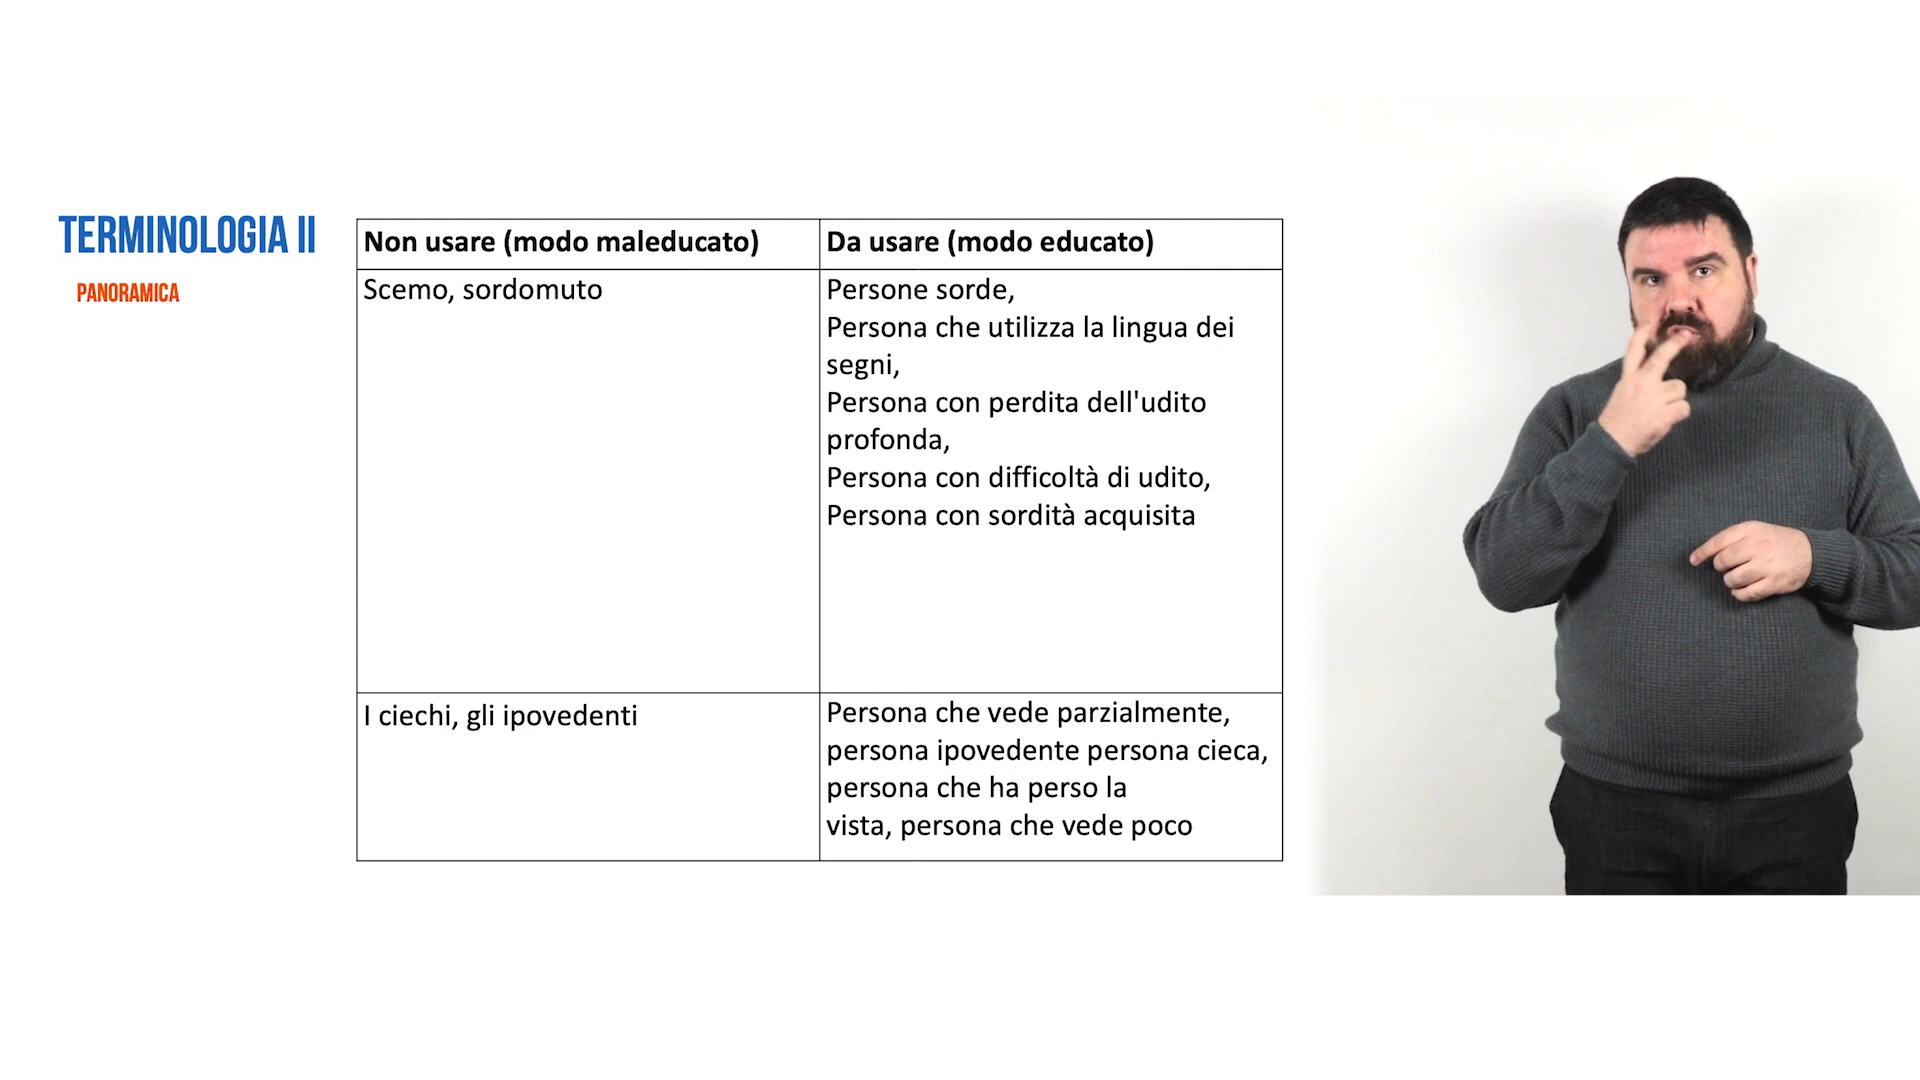 TERMINOLOGIA II
PANORAMICA
Non usare (modo maleducato)
Da usare (modo educato)
Scemo, sordomuto
Persone sorde,
Persona che utilizza la lingua dei
segni,
Persona con perdita dell'udito
profonda,
Persona con difficoltà di udito,
Persona con sordità acquisita
I ciechi, gli ipovedenti
Persona che vede parzialmente,
persona ipovedente persona cieca,
persona che ha perso la
vista, persona che vede poco